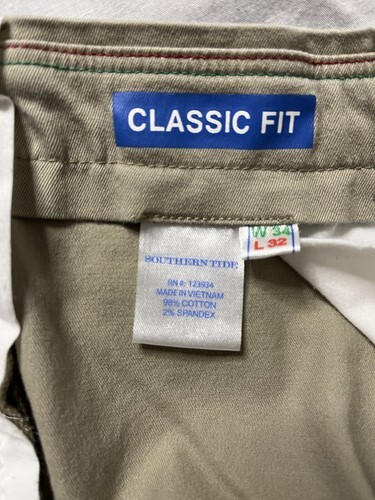 CLASSIC FIT
W 34
L 32
SOUTHERN TIDE
RN#: 123934
MADE IN VIETNAM
98% COTTON
2% SPANDEX